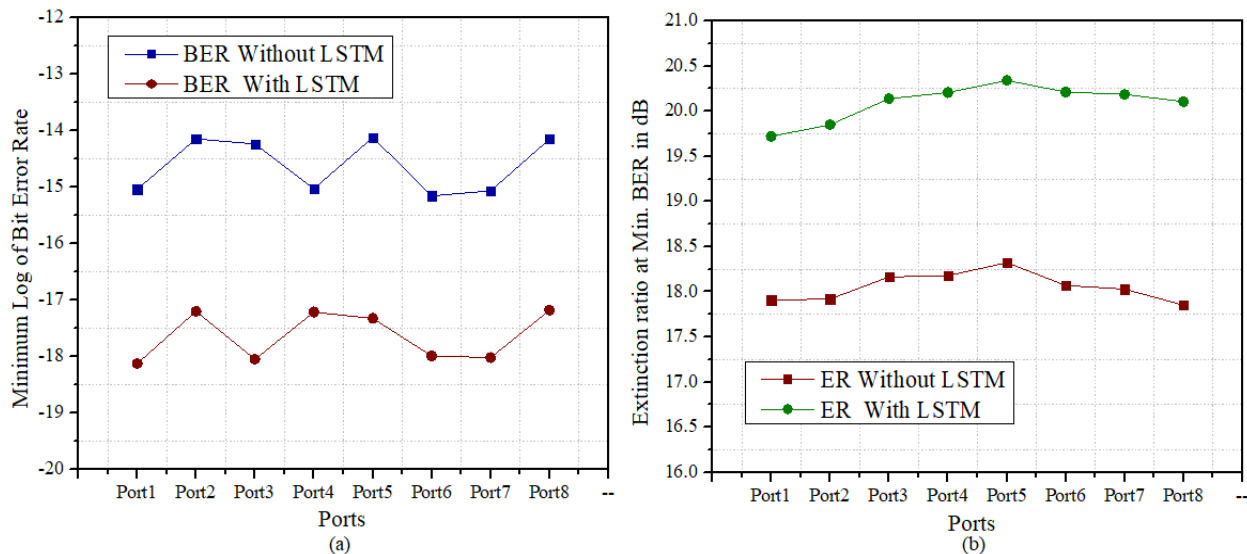 -12
-13
-14
-15
-16
-17
-18
-19
-20
Minimum Log of Bit Error Rate
BER Without LSTM
BER With LSTM
Port1 Port2 Port3 Port4 Port5 Port6 Port7 Port8 --
Ports
(a)
21.0
20.5
20.0
19.5
19.0
18.5
18.0
17.5
17.0
16.5
16.0
Extinction ratio at Min. BER in dB
ER Without LSTM
ER With LSTM
Port1 Port2 Port3 Port4 Port5 Port6 Port7 Port8 --
Ports
(b)